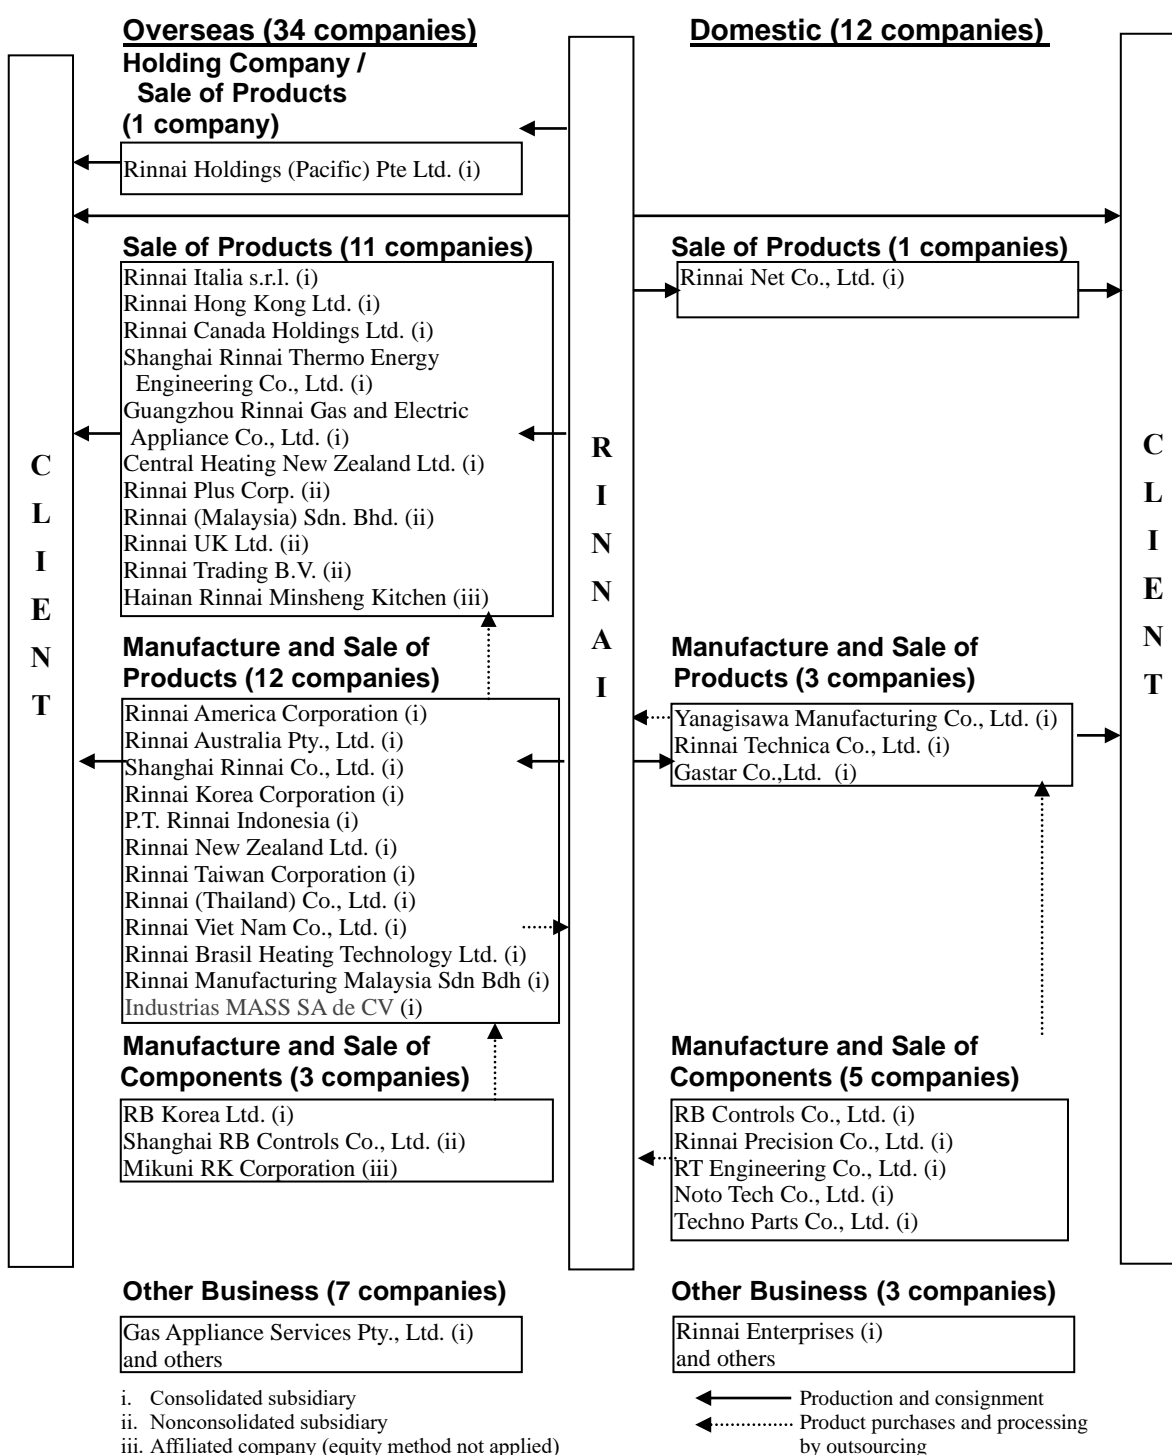 Overseas (34 companies)
Domestic (12 companies)
Holding Company /
Sale of Products
(1 company)
Rinnai Holdings (Pacific) Pte Ltd. (i)
Sale of Products (11 companies)
Rinnai Italia s.r.l. (i)
Rinnai Hong Kong Ltd. (i)
Rinnai Canada Holdings Ltd. (i)
Shanghai Rinnai Thermo Energy
Engineering Co., Ltd. (i)
Guangzhou Rinnai Gas and Electric
Appliance Co., Ltd. (i)
Central Heating New Zealand Ltd. (i)
Rinnai Plus Corp. (ii)
Rinnai (Malaysia) Sdn. Bhd. (ii)
Rinnai UK Ltd. (ii)
Rinnai Trading B.V. (ii)
Hainan Rinnai Minsheng Kitchen (iii)
Sale of Products (1 companies)
Rinnai Net Co., Ltd. (i)
C
L
I
E
N
T
R
I
N
N
A
I
C
L
I
E
N
T
Manufacture and Sale of
Products (12 companies)
Rinnai America Corporation (i)
Rinnai Australia Pty., Ltd. (i)
Shanghai Rinnai Co., Ltd. (i)
Rinnai Korea Corporation (i)
P.T. Rinnai Indonesia (i)
Rinnai New Zealand Ltd. (i)
Rinnai Taiwan Corporation (i)
Rinnai (Thailand) Co., Ltd. (i)
Rinnai Viet Nam Co., Ltd. (i)
Rinnai Brasil Heating Technology Ltd. (i)
Rinnai Manufacturing Malaysia Sdn Bdh (i)
Industrias MASS SA de CV (i)
Manufacture and Sale of
Products (3 companies)
Yanagisawa Manufacturing Co., Ltd. (i)
Rinnai Technica Co., Ltd. (i)
Gastar Co.,Ltd. (i)
Manufacture and Sale of
Components (3 companies)
RB Korea Ltd. (i)
Shanghai RB Controls Co., Ltd. (ii)
Mikuni RK Corporation (iii)
Manufacture and Sale of
Components (5 companies)
RB Controls Co., Ltd. (i)
Rinnai Precision Co., Ltd. (i)
RT Engineering Co., Ltd. (i)
Noto Tech Co., Ltd. (i)
Techno Parts Co., Ltd. (i)
Other Business (7 companies)
Gas Appliance Services Pty., Ltd. (i)
and others
Other Business (3 companies)
Rinnai Enterprises (i)
and others
i. Consolidated subsidiary
ii. Nonconsolidated subsidiary
iii. Affiliated company (equity method not applied)
Production and consignment
Product purchases and processing
by outsourcing